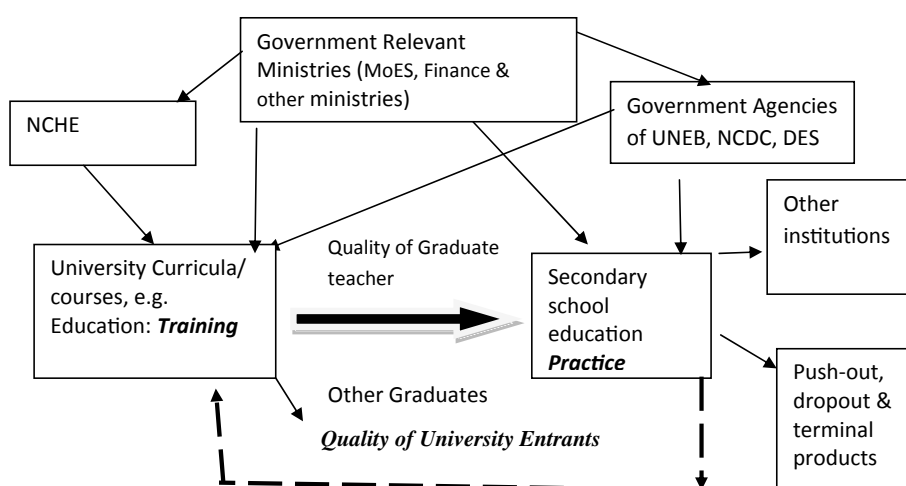 Government Relevant
Ministries (MoES, Finance &
other ministries)
NCHE
Government Agencies
of UNEB, NCDC, DES
Other
institutions
University Curricula/
courses, e.g.
Education: Training
Quality of Graduate
teacher
Secondary
school
education
Practice
Other Graduates
Quality of University Entrants
Push-out,
dropout &
terminal
products